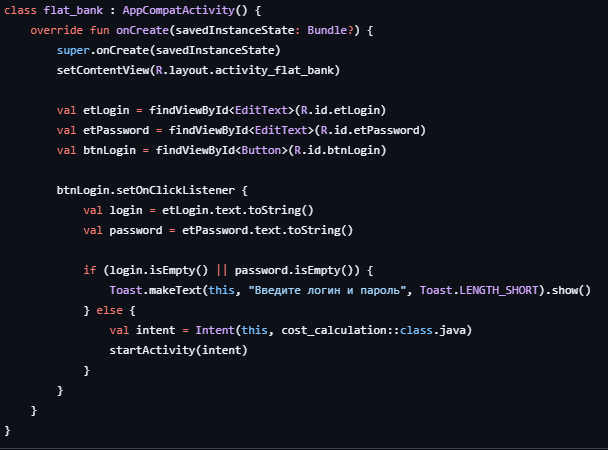 class flat_bank : AppCompatActivity() {
    override fun onCreate(savedInstanceState: Bundle?) {
        super.onCreate(savedInstanceState)
        setContentView(R.layout.activity_flat_bank)

        val etLogin = findViewById<EditText>(R.id.etLogin)
        val etPassword = findViewById<EditText>(R.id.etPassword)
        val btnLogin = findViewById<Button>(R.id.btnLogin)

        btnLogin.setOnClickListener {
            val login = etLogin.text.toString()
            val password = etPassword.text.toString()

            if (login.isEmpty() || password.isEmpty()) {
                Toast.makeText(this, "Введите логин и пароль", Toast.LENGTH_SHORT).show()
            } else {
                val intent = Intent(this, cost_calculation::class.java)
                startActivity(intent)
            }
        }
    }
}